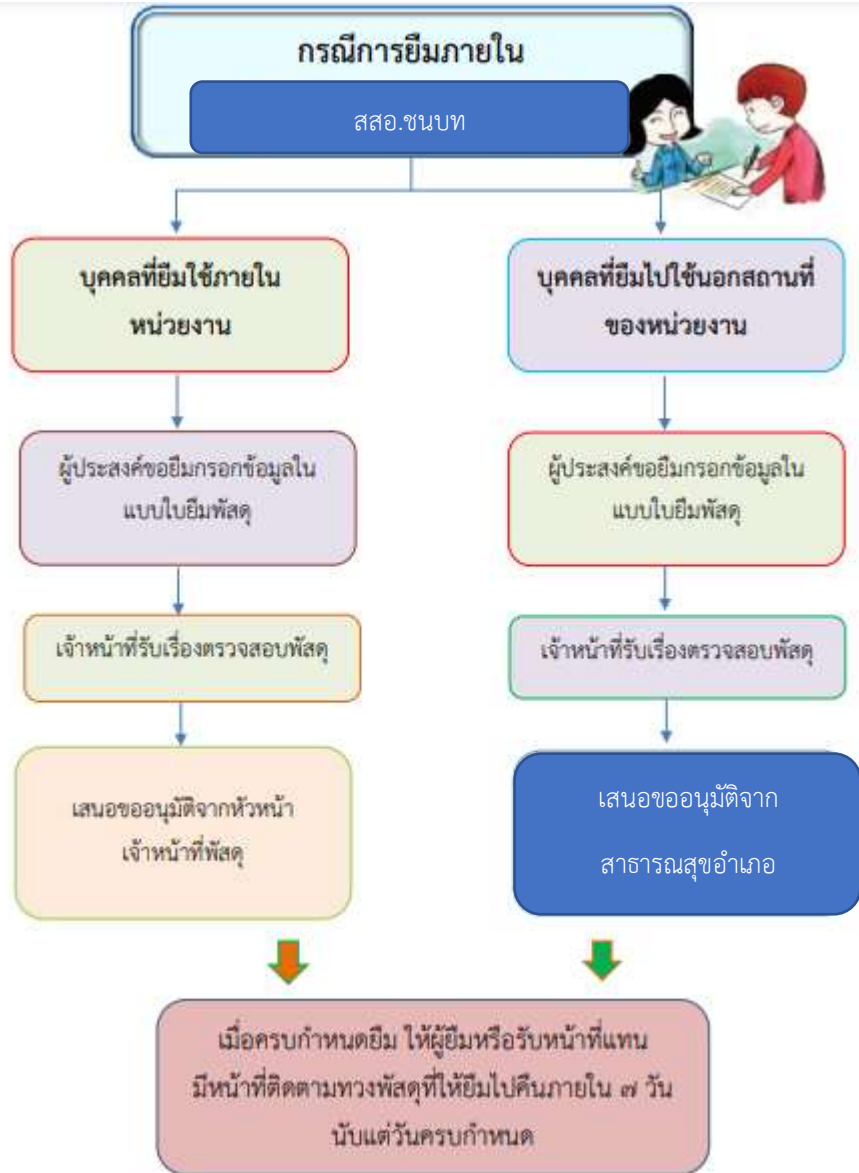 กรณีการยืมภายใน
สสอ.ชนบท
บุคคลที่ยืมใช้ภายใน
หน่วยงาน
บุคคลที่ยืมไปใช้นอกสถานที่
ของหน่วยงาน
ผู้ประสงค์ขอยืมกรอกข้อมูลใน
แบบใบยืมพัสดุ
ผู้ประสงค์ขอยืมกรอกข้อมูลใน
แบบใบยืมพัสดุ
เจ้าหน้าที่รับเรื่องตรวจสอบพัสดุ
เจ้าหน้าที่รับเรื่องตรวจสอบพัสดุ
เสนอขออนุมัติจากหัวหน้า
เจ้าหน้าที่พัสดุ
เสนอขออนุมัติจาก
สาธารณสุขอำเภอ
เมื่อครบกำหนดยืม ให้ผู้ยืมหรือรับหน้าที่แทน
มีหน้าที่ติดตามทวงพัสดุที่ให้ยืมไปคืนภายใน ๗ วัน
นับแต่วันครบกำหนด